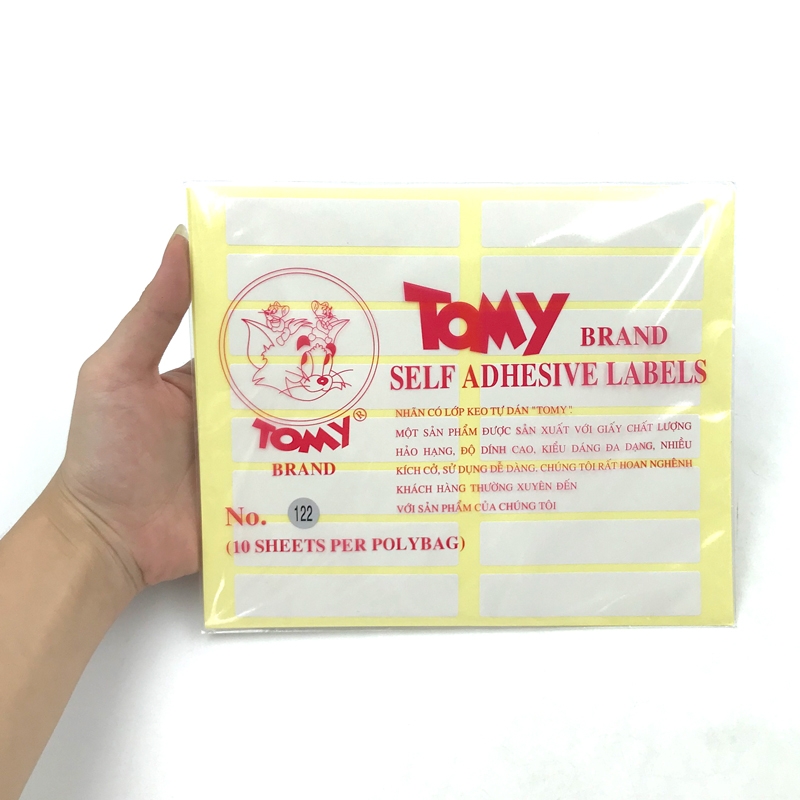 TOMY BRAND
SELF ADHESIVE LABELS
NHÃN CÓ LỚP KEO TỰ DÁN "TOMY".
MỘT SẢN PHẨM ĐƯỢC SẢN XUẤT VỚI GIẤY CHẤT LƯỢNG
HẢO HẠNG, ĐỘ DÍNH CAO, KIỂU DÁNG ĐA DẠNG, NHIỀU
KÍCH CỞ, SỬ DỤNG DỄ DÀNG, CHÚNG TÔI RẤT HOAN NGHÊNH
KHÁCH HÀNG THƯỜNG XUYÊN ĐẾN
VỚI SẢN PHẨM CỦA CHÚNG TÔI
TOMY®
BRAND
No. 122
(10 SHEETS PER POLYBAG)